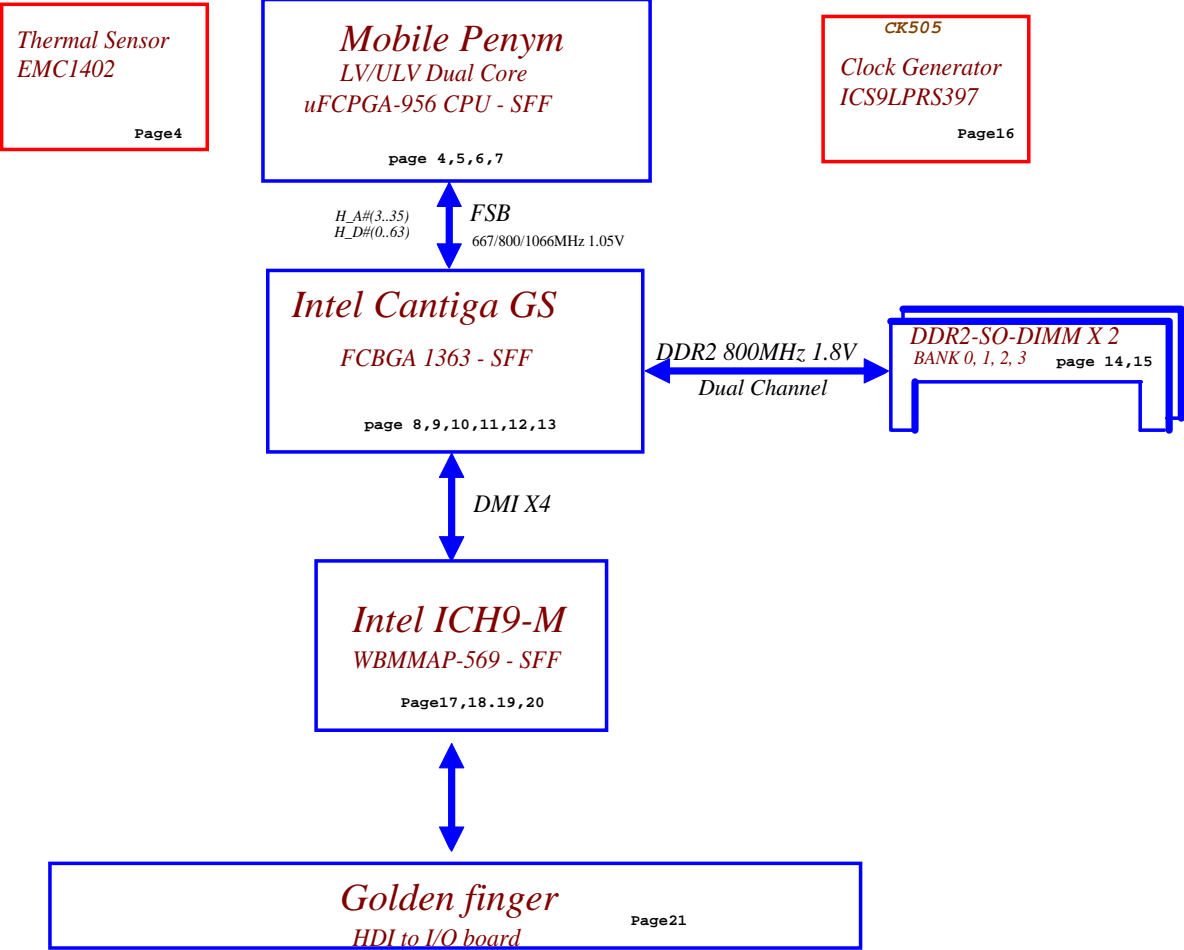 Thermal Sensor
EMC1402
Page4
Mobile Penym
LV/ULV Dual Core
uFCPGA-956 CPU - SFF
page 4,5,6,7
CK505
Clock Generator
ICS9LPRS397
Page16
H_A#(3..35)
H_D#(0..63)
FSB
667/800/1066MHz 1.05V
Intel Cantiga GS
FCBGA 1363 - SFF
page 8,9,10,11,12,13
DDR2 800MHz 1.8V
Dual Channel
DDR2-SO-DIMM X 2
BANK 0, 1, 2, 3 page 14,15
DMI X4
Intel ICH9-M
WBMMAP-569 - SFF
Page17,18.19,20
Golden finger
Page21
HDI to I/O board